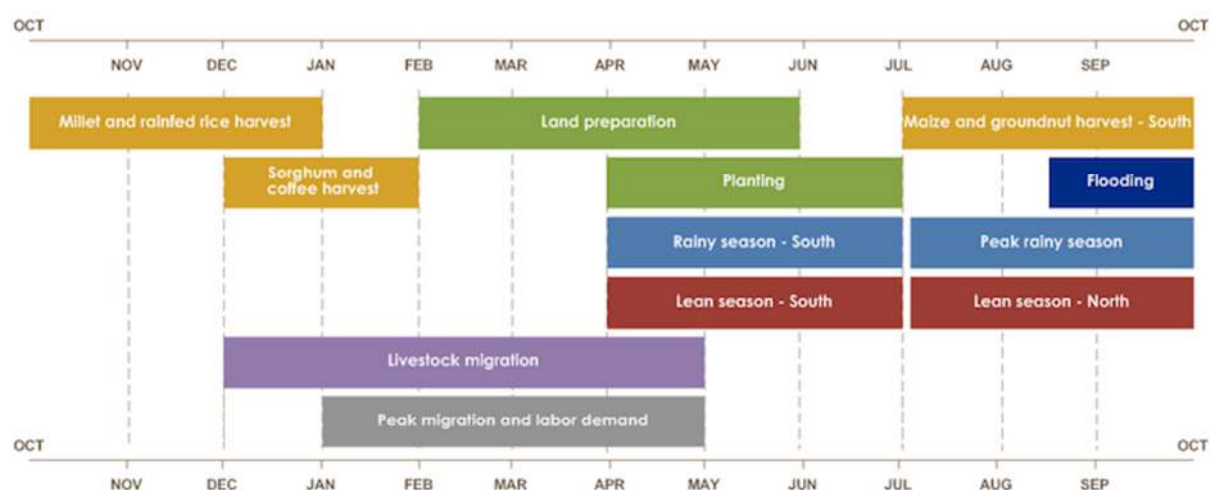 OCT OCT
NOV DEC JAN FEB MAR APR MAY JUN JUL AUG SEP
Millet and rainfed rice harvest Land preparation Maize and groundnut harvest - South
Sorghum and
coffee harvest
Planting Flooding
Rainy season - South Peak rainy season
Lean season - South Lean season - North
Livestock migration
Peak migration and labor demand
OCT OCT
NOV DEC JAN FEB MAR APR MAY JUN JUL AUG SEP